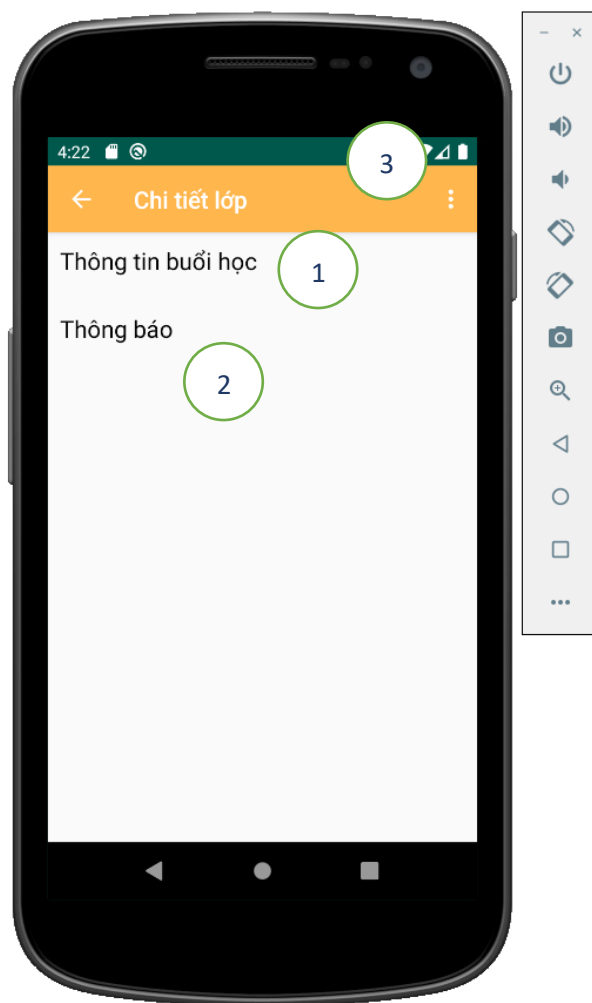 4:22
3
Chi tiết lớp
Thông tin buổi học
1
Thông báo
2